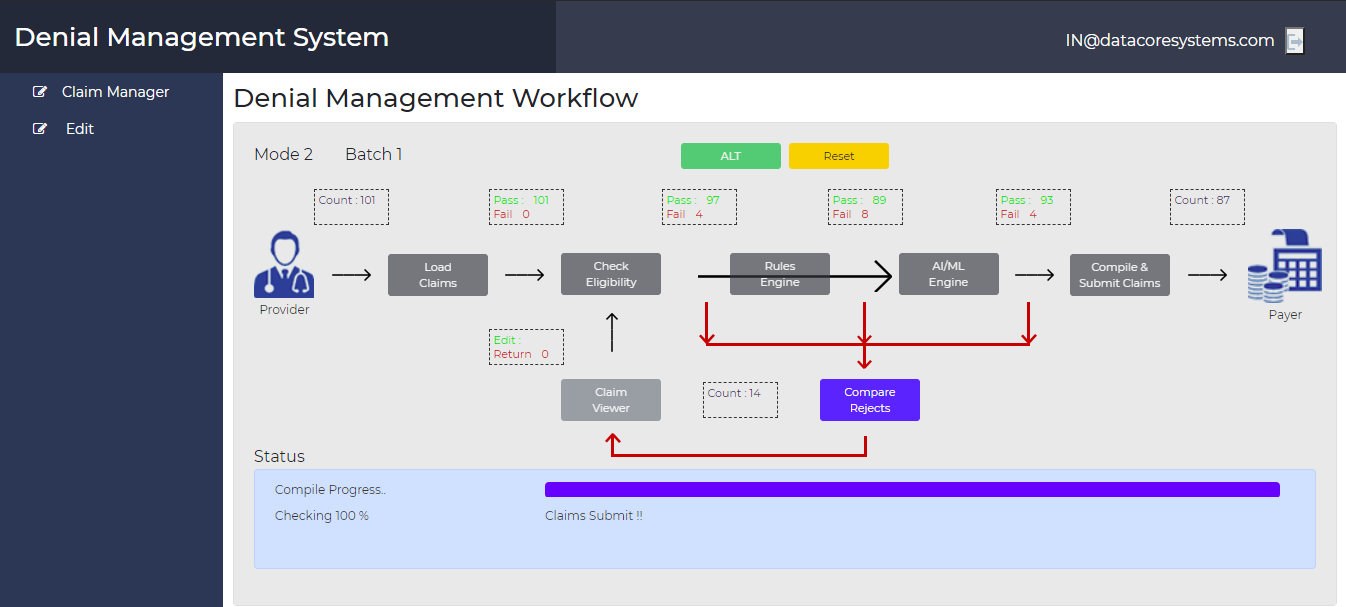 Denial Management System
IN@datacoresystems.com
Claim Manager
Edit
Denial Management Workflow
Mode 2 Batch 1
ALT
Reset
Count : 101
Pass : 101
Fail 0
Pass : 97
Fail 4
Pass : 89
Fail 8
Pass : 93
Fail 4
Count : 87
Provider
Load
Claims
Check
Eligibility
Rules
Engine
AI/ML
Engine
Compile &
Submit Claims
Payer
Edit :
Return 0
Claim
Viewer
Count : 14
Compare
Rejects
Status
Compile Progress..
Checking 100 %
Claims Submit !!